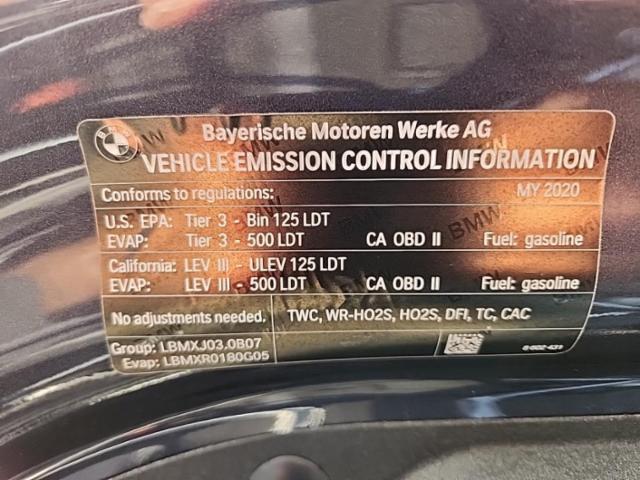 Bayerische Motoren Werke AG
VEHICLE EMISSION CONTROL INFORMATION
Conforms to regulations: MY 2020
U.S. EPA: Tier 3 - Bin 125 LDT
EVAP: Tier 3 - 500 LDT CA OBD II Fuel: gasoline
California: LEV III - ULEV 125 LDT
EVAP: LEV III - 500 LDT CA OBD II Fuel: gasoline
No adjustments needed. TWC, WR-HO2S, HO2S, DFI, TC, CAC
Group: LBMXJ03.0B07
Evap: LBMXR0180G05
BMW